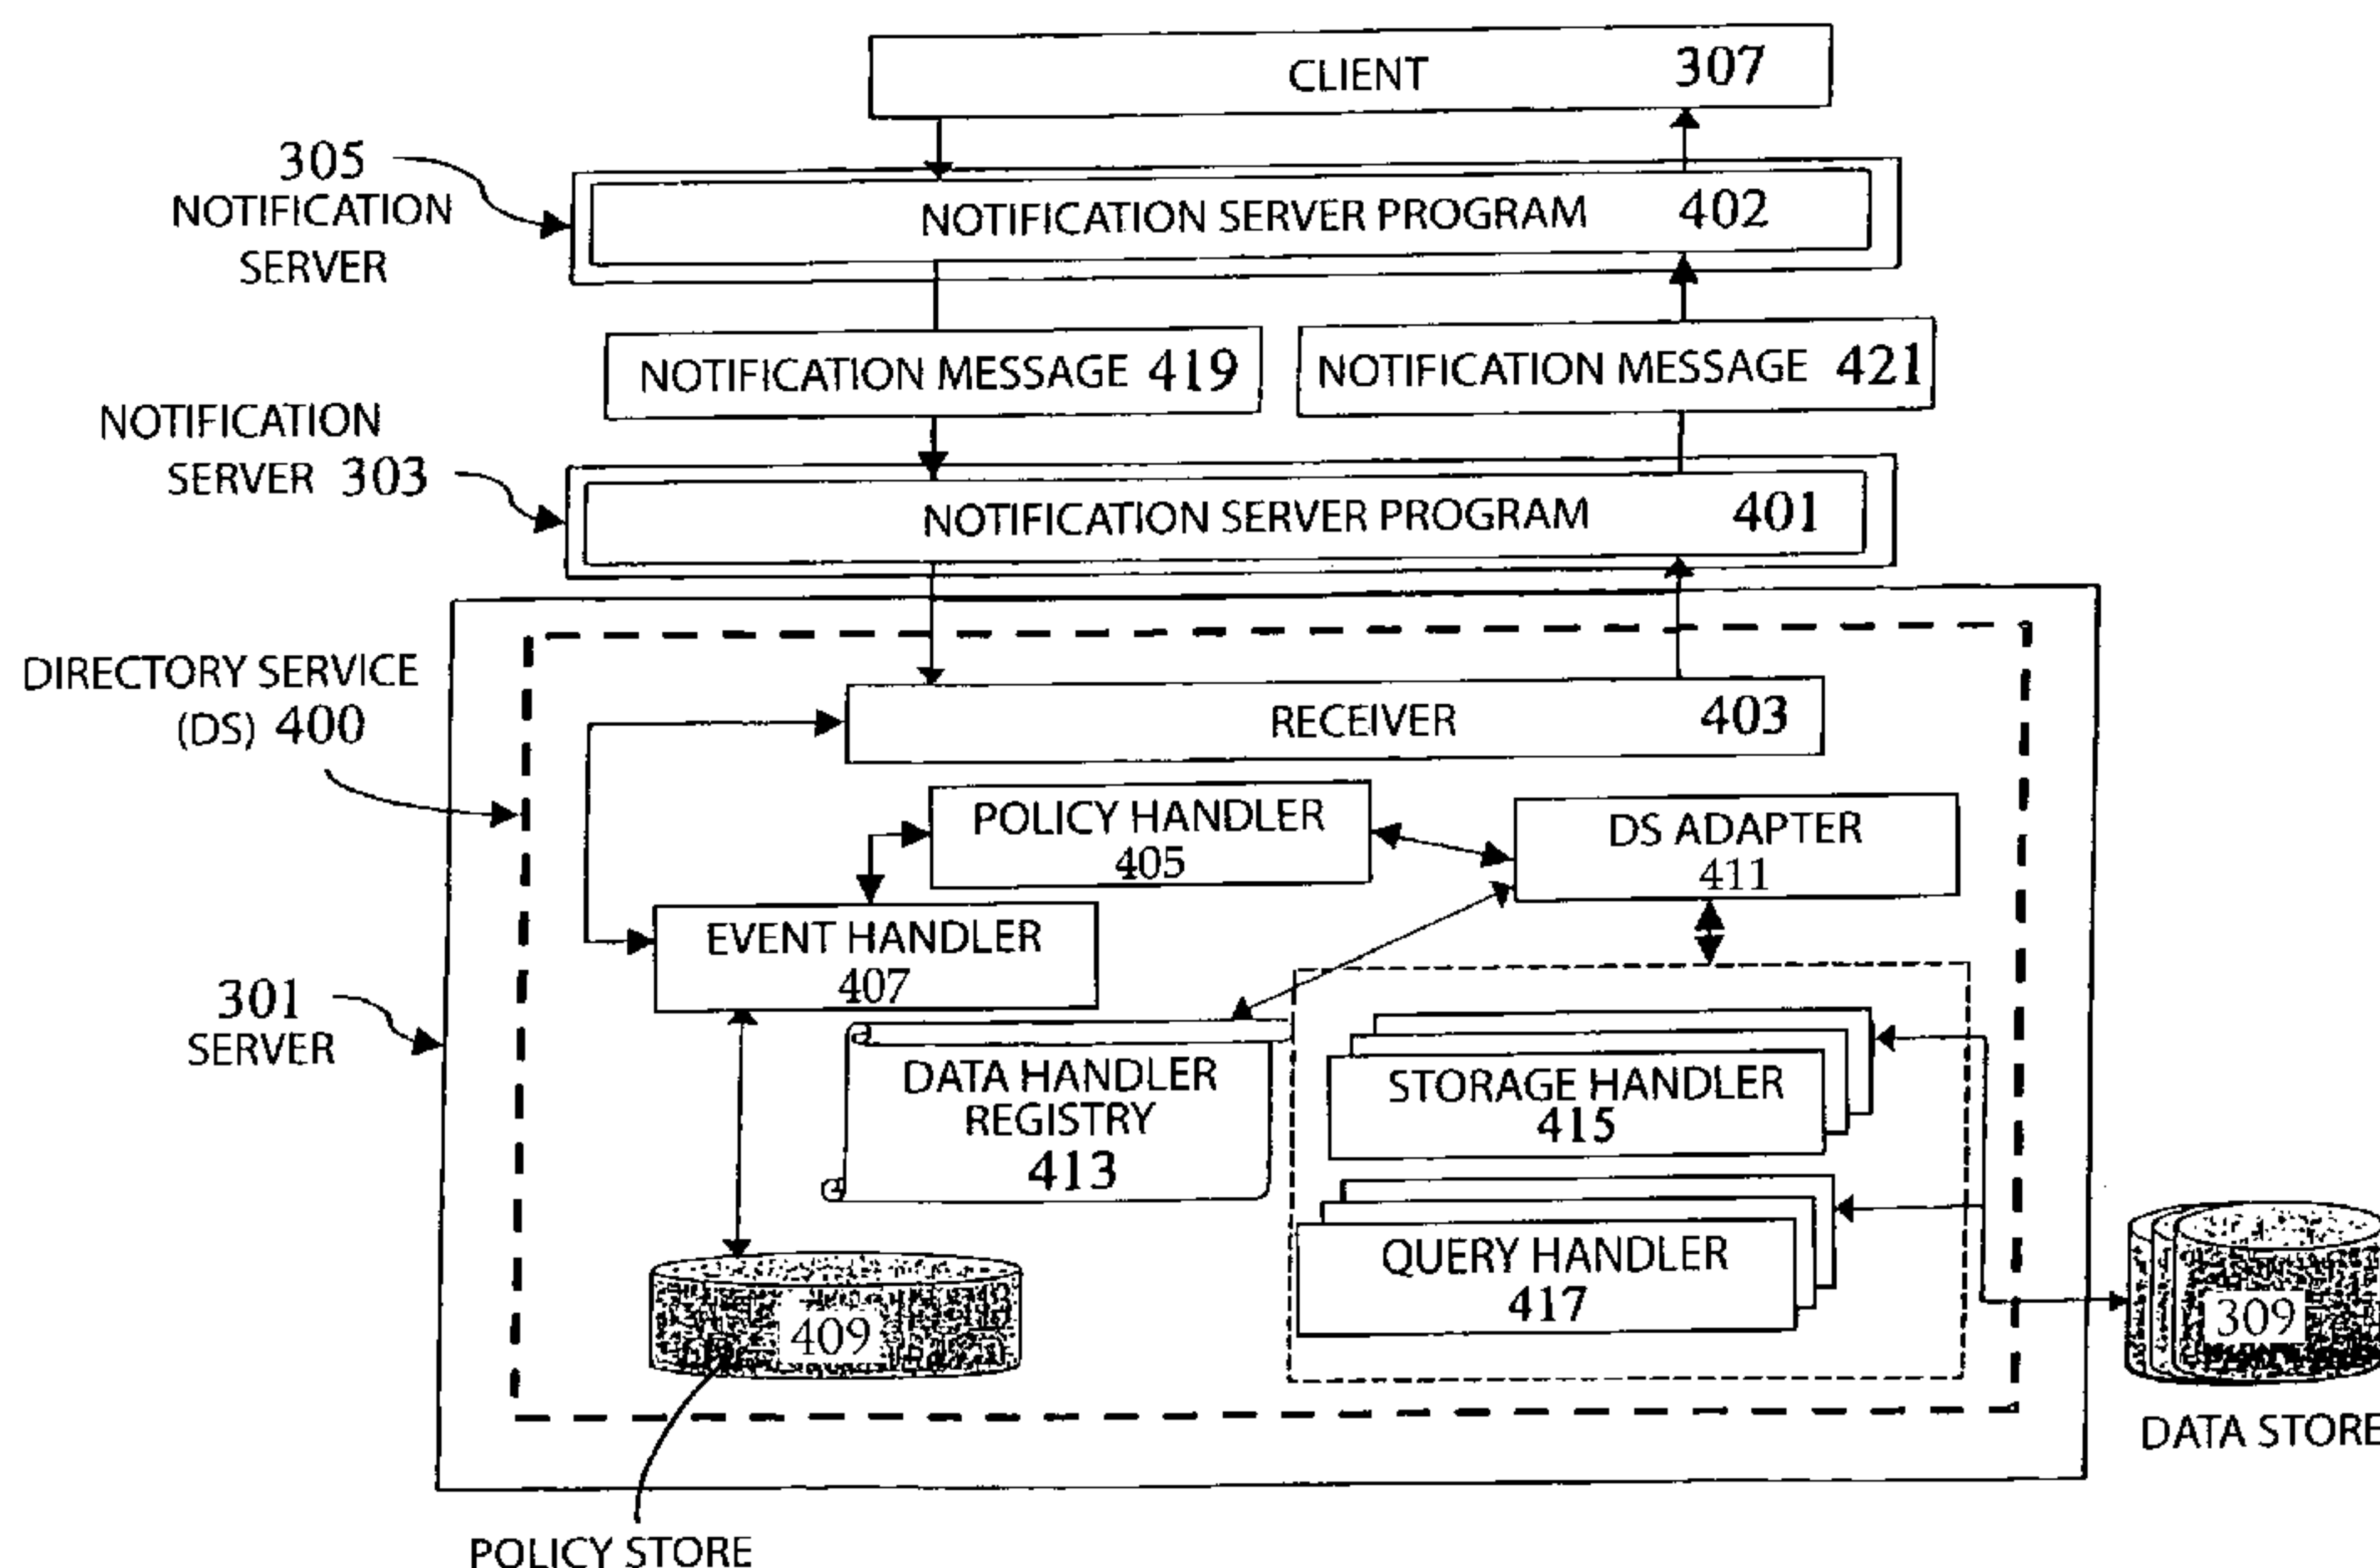 CLIENT 307
305
NOTIFICATION
SERVER
NOTIFICATION SERVER PROGRAM 402
NOTIFICATION MESSAGE 419
NOTIFICATION MESSAGE 421
NOTIFICATION
SERVER 303
NOTIFICATION SERVER PROGRAM 401
DIRECTORY SERVICE
(DS) 400
RECEIVER 403
POLICY HANDLER
405
DS ADAPTER
411
EVENT HANDLER
407
301
SERVER
DATA HANDLER
REGISTRY
413
STORAGE HANDLER
415
QUERY HANDLER
417
409
309
DATA STORE
POLICY STORE